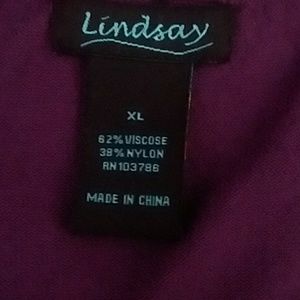 Lindsay
XL
62% VISCOSE
38% NYLON
RN103786
MADE IN CHINA